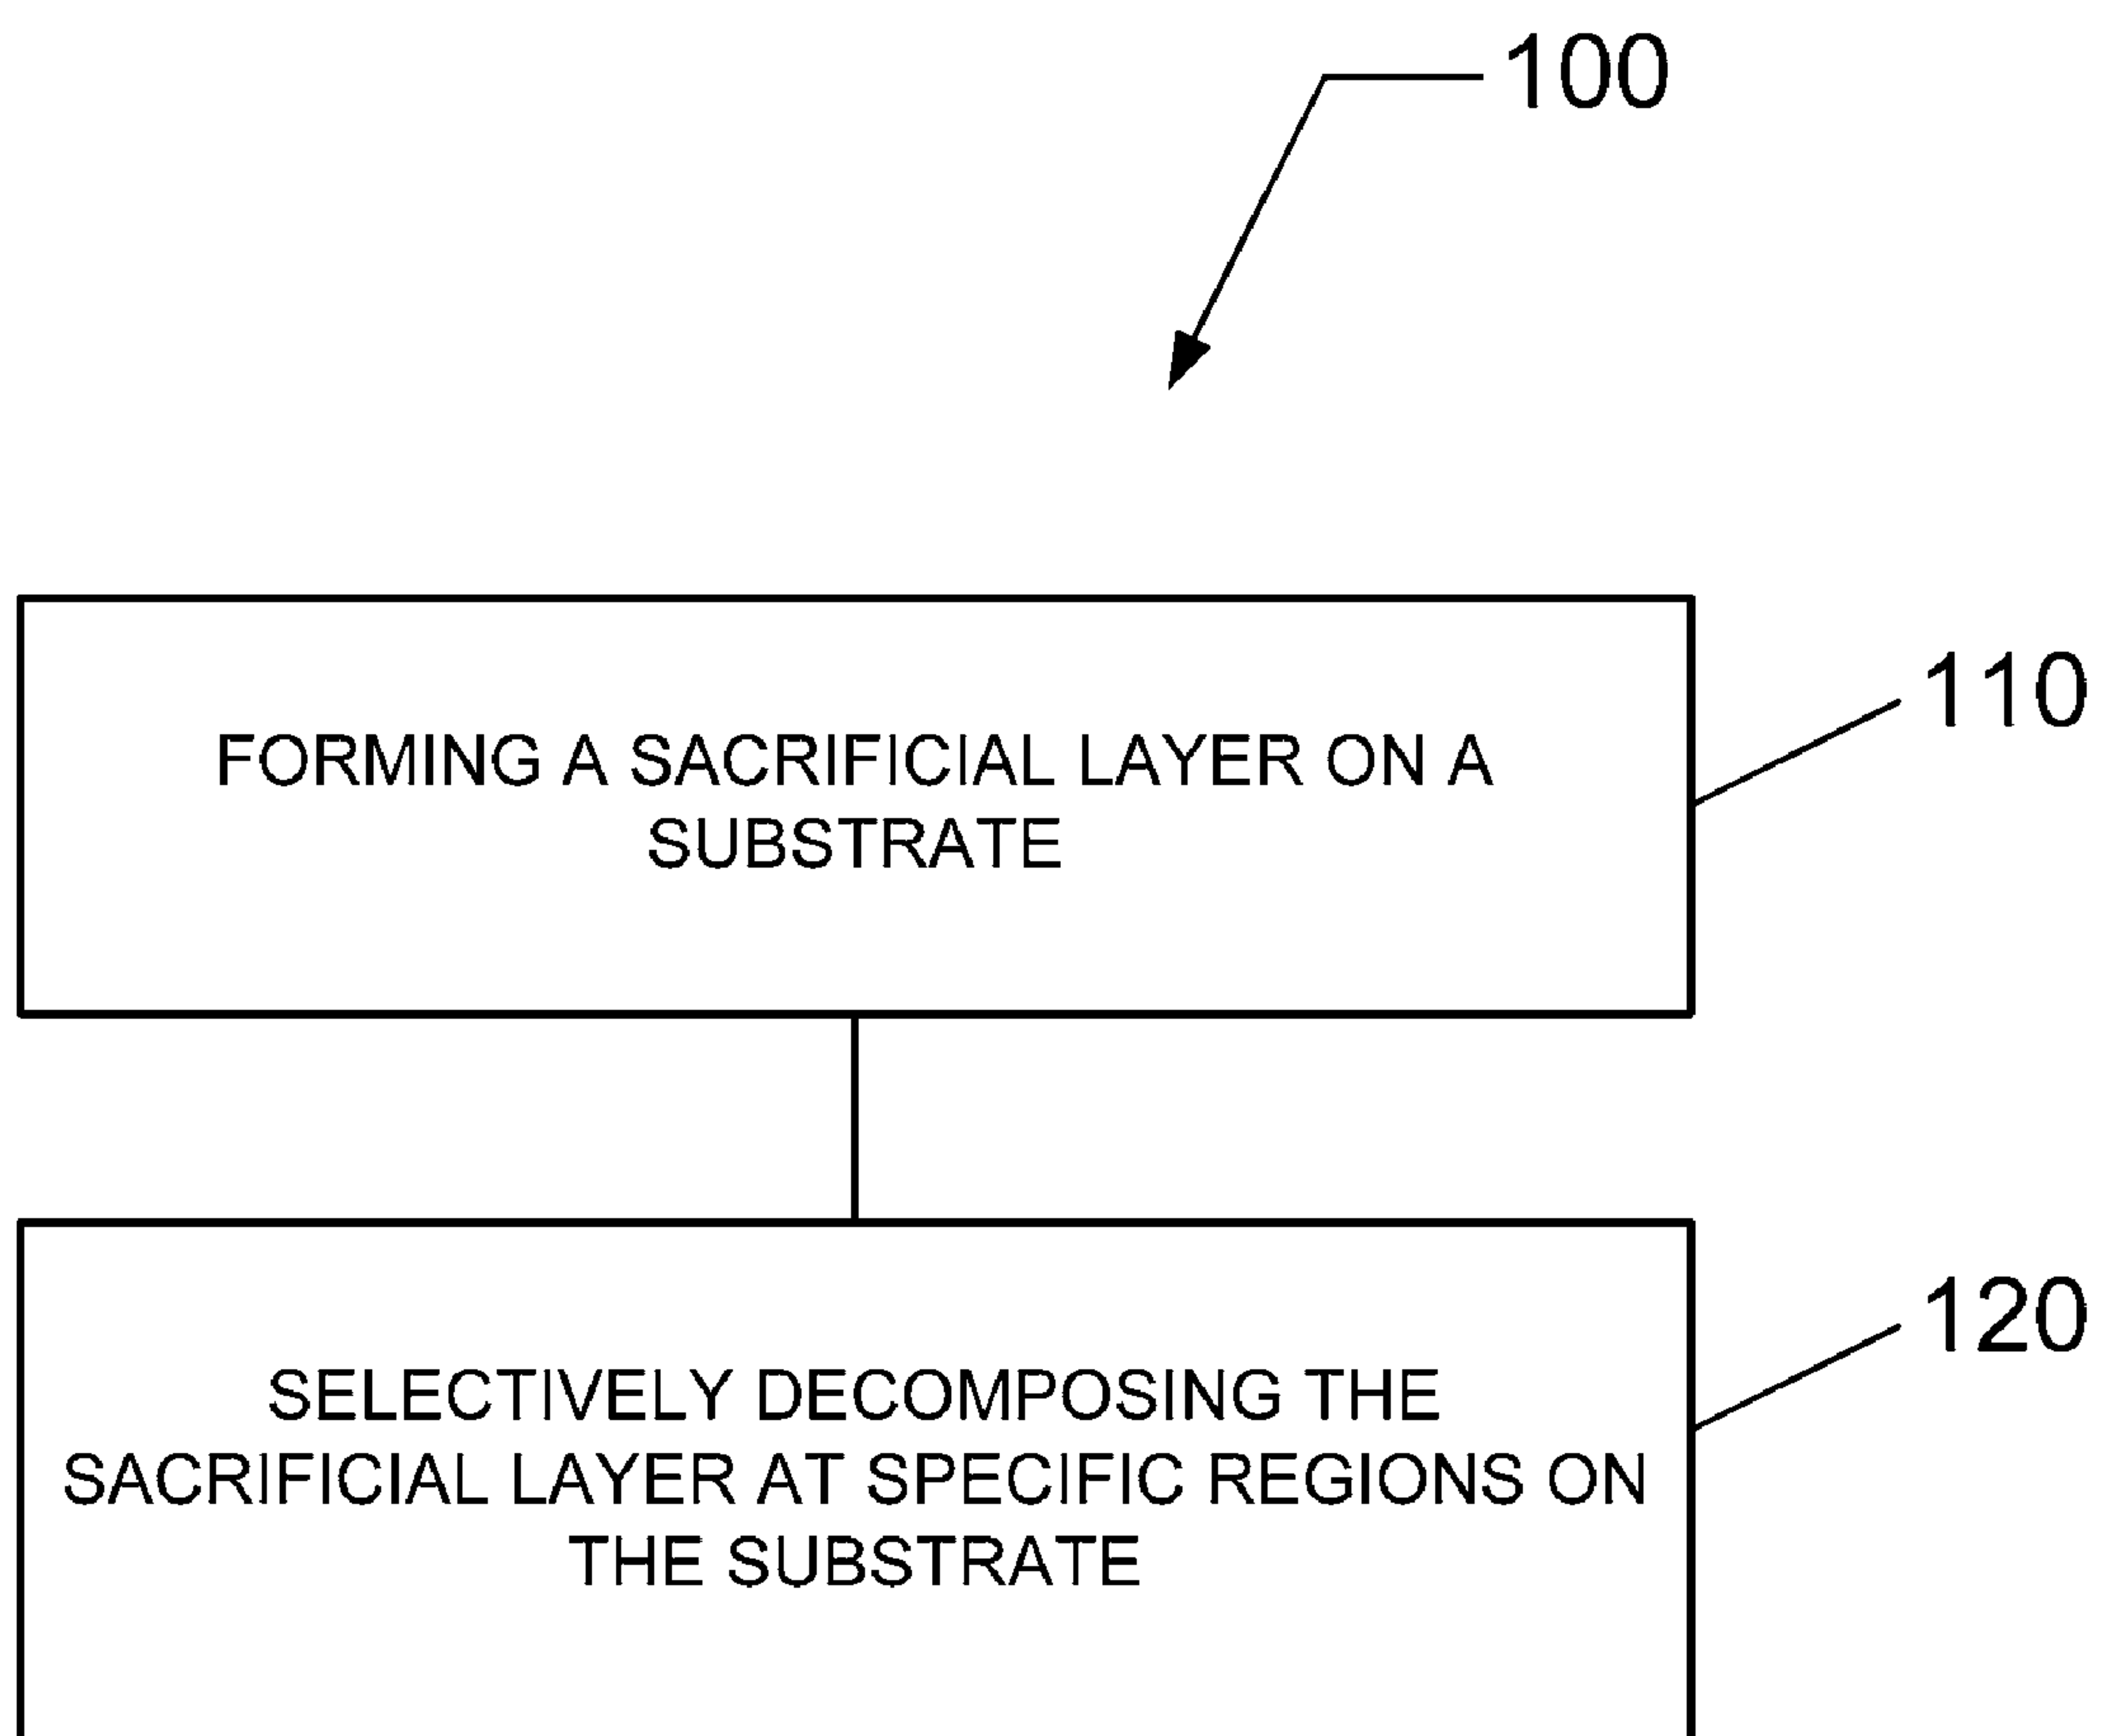 100
110
FORMING A SACRIFICIAL LAYER ON A
SUBSTRATE
120
SELECTIVELY DECOMPOSING THE
SACRIFICIAL LAYER AT SPECIFIC REGIONS ON
THE SUBSTRATE